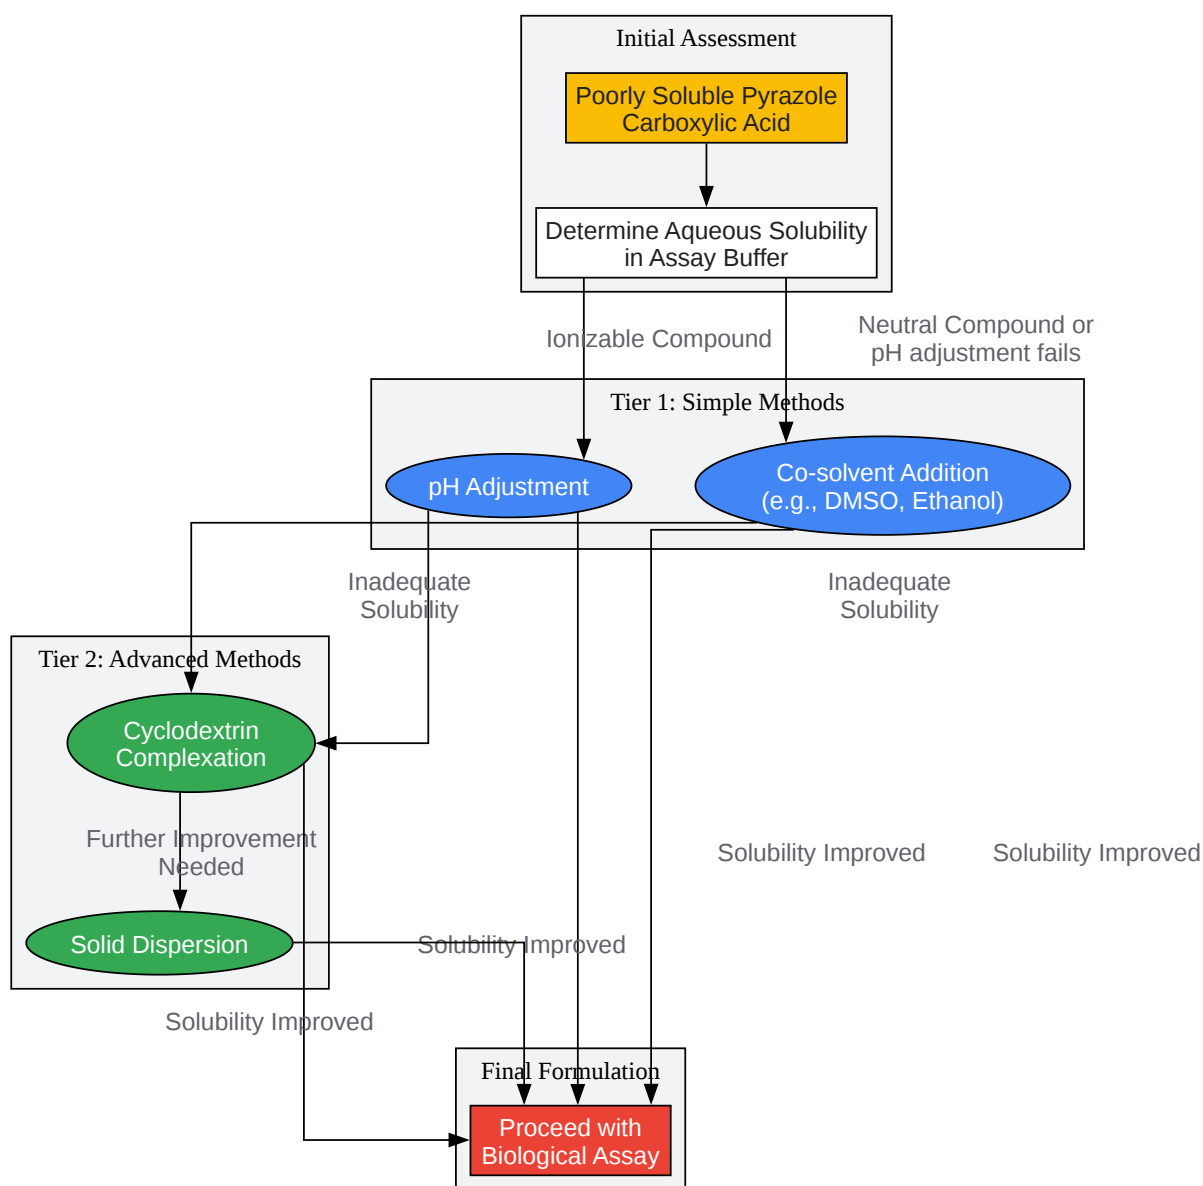 Initial Assessment
Poorly Soluble Pyrazole
Carboxylic Acid
Determine Aqueous Solubility
in Assay Buffer
Ionizable Compound
Neutral Compound or
pH adjustment fails
Tier 1: Simple Methods
pH Adjustment
Co-solvent Addition
(e.g., DMSO, Ethanol)
Inadequate
Solubility
Inadequate
Solubility
Tier 2: Advanced Methods
Cyclodextrin
Complexation
Further Improvement
Needed
Solubility Improved
Solubility Improved
Solid Dispersion
Solubility Improved
Solubility Improved
Final Formulation
Proceed with
Biological Assay